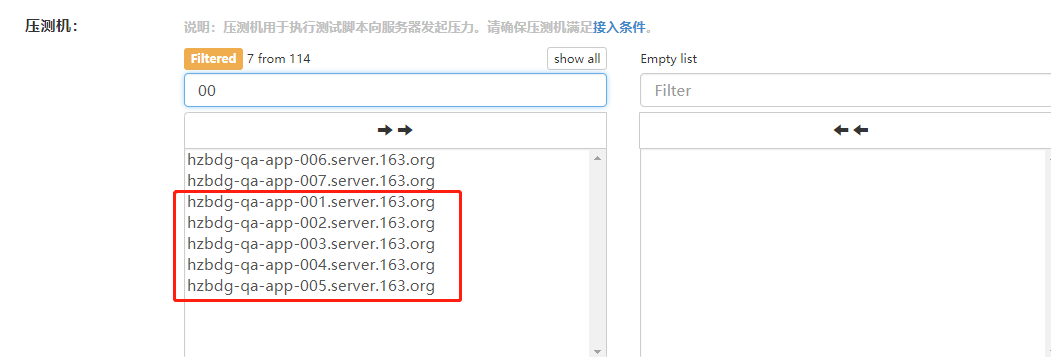 压测机：
说明：压测机用于执行测试脚本向服务器发起压力。请确保压测机满足接入条件。
Filtered 7 from 114
show all
00
hzbdg-qa-app-006.server.163.org
hzbdg-qa-app-007.server.163.org
hzbdg-qa-app-001.server.163.org
hzbdg-qa-app-002.server.163.org
hzbdg-qa-app-003.server.163.org
hzbdg-qa-app-004.server.163.org
hzbdg-qa-app-005.server.163.org
Empty list
Filter